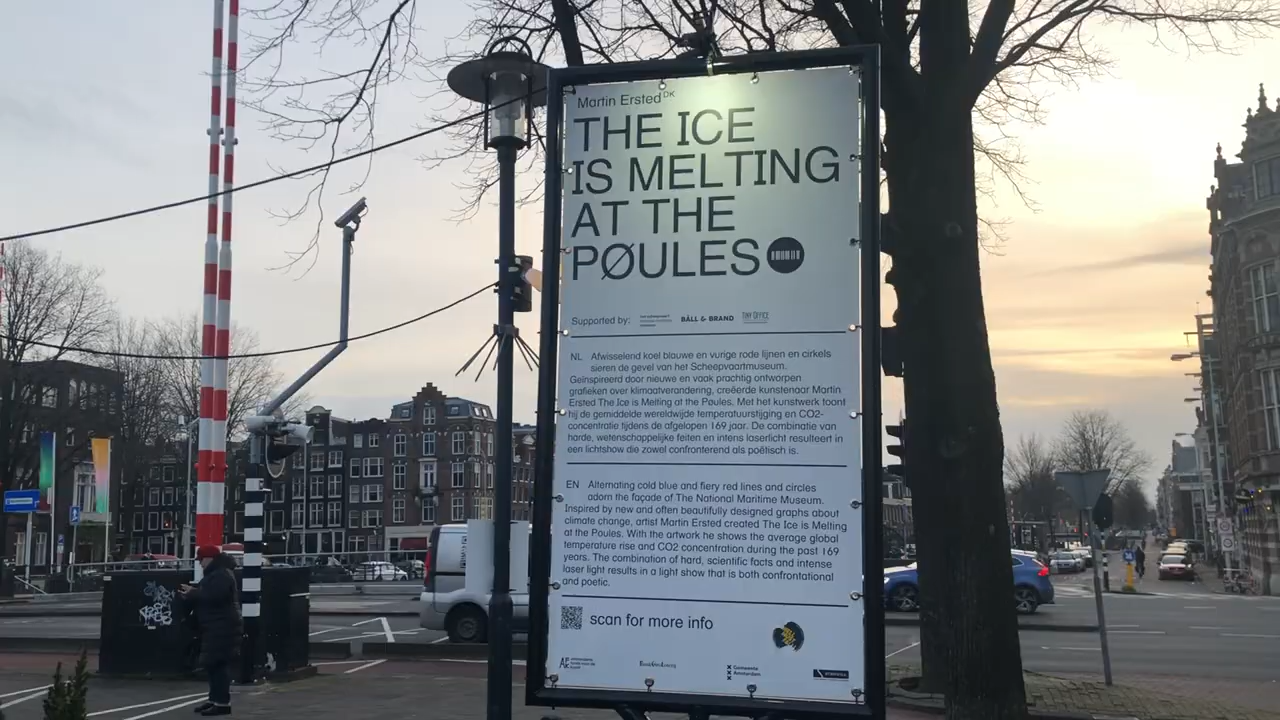 Martin Ersted DK
THE ICE
IS MELTING
AT THE
PØULES
Supported by:
BÅLL & BRAND
TINY OFFICE
NL Afwisselend koel blauwe en vurige rode lijnen en cirkels
sieren de gevel van het Scheepvaartmuseum.
Geïnspireerd door nieuwe en vaak prachtig ontworpen
grafieken over klimaatverandering, creëerde kunstenaar Martin
Ersted The Ice is Melting at the Poules. Met het kunstwerk toont
hij de gemiddelde wereldwijde temperatuurstijging en CO2-
concentratie tijdens de afgelopen 169 jaar. De combinatie van
harde, wetenschappelijke feiten en intens laserlicht resulteert in
een lichtshow die zowel confronterend als poëtisch is.
EN Alternating cold blue and fiery red lines and circles
adorn the façade of The National Maritime Museum.
Inspired by new and often beautifully designed graphs about
climate change, artist Martin Ersted created The Ice is Melting
at the Poules. With the artwork he shows the average global
temperature rise and CO2 concentration during the past 169
years. The combination of hard, scientific facts and intense
laser light results in a light show that is both confrontational
and poetic.
scan for more info
Gemeente
Amsterdam